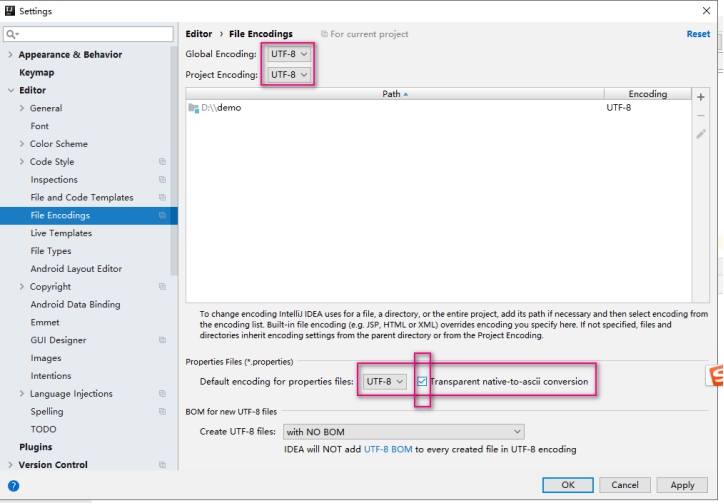 Settings
Appearance & Behavior
Keymap
Editor
General
Font
Color Scheme
Code Style
Inspections
File and Code Templates
File Encodings
Live Templates
File Types
Android Layout Editor
Copyright
Android Data Binding
Emmet
GUI Designer
Images
Intentions
Language Injections
Spelling
TODO
Plugins
Version Control
Editor › File Encodings For current project Reset
Global Encoding: UTF-8
Project Encoding: UTF-8
Path Encoding
D:\\demo UTF-8
To change encoding IntelliJ IDEA uses for a file, a directory, or the entire project, add its path if necessary and then select encoding from
the encoding list. Built-in file encoding (e.g. JSP, HTML or XML) overrides encoding you specify here. If not specified, files and
directories inherit encoding settings from the parent directory or from the Project Encoding.
Properties Files (*.properties)
Default encoding for properties files: UTF-8 Transparent native-to-ascii conversion
BOM for new UTF-8 files
Create UTF-8 files: with NO BOM
IDEA will NOT add UTF-8 BOM to every created file in UTF-8 encoding
? OK Cancel Apply